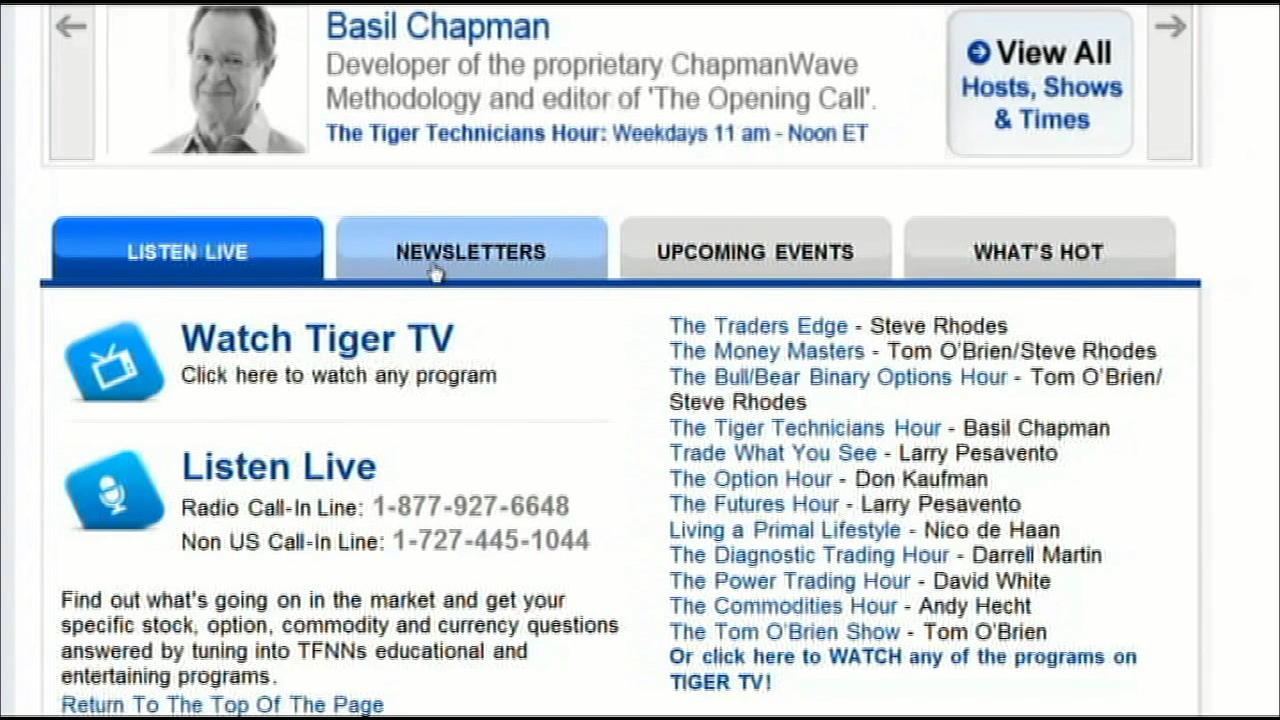 Basil Chapman
Developer of the proprietary ChapmanWave
Methodology and editor of 'The Opening Call'.
The Tiger Technicians Hour: Weekdays 11 am - Noon ET
View All
Hosts, Shows
& Times
LISTEN LIVE
NEWSLETTERS
UPCOMING EVENTS
WHAT'S HOT
Watch Tiger TV
Click here to watch any program
Listen Live
Radio Call-In Line: 1-877-927-6648
Non US Call-In Line: 1-727-445-1044
Find out what's going on in the market and get your
specific stock, option, commodity and currency questions
answered by tuning into TFNNs educational and
entertaining programs.
Return To The Top Of The Page
The Traders Edge - Steve Rhodes
The Money Masters - Tom O'Brien/Steve Rhodes
The Bull/Bear Binary Options Hour - Tom O'Brien/
Steve Rhodes
The Tiger Technicians Hour - Basil Chapman
Trade What You See - Larry Pesavento
The Option Hour - Don Kaufman
The Futures Hour - Larry Pesavento
Living a Primal Lifestyle - Nico de Haan
The Diagnostic Trading Hour - Darrell Martin
The Power Trading Hour - David White
The Commodities Hour - Andy Hecht
The Tom O'Brien Show - Tom O'Brien
Or click here to WATCH any of the programs on
TIGER TV!